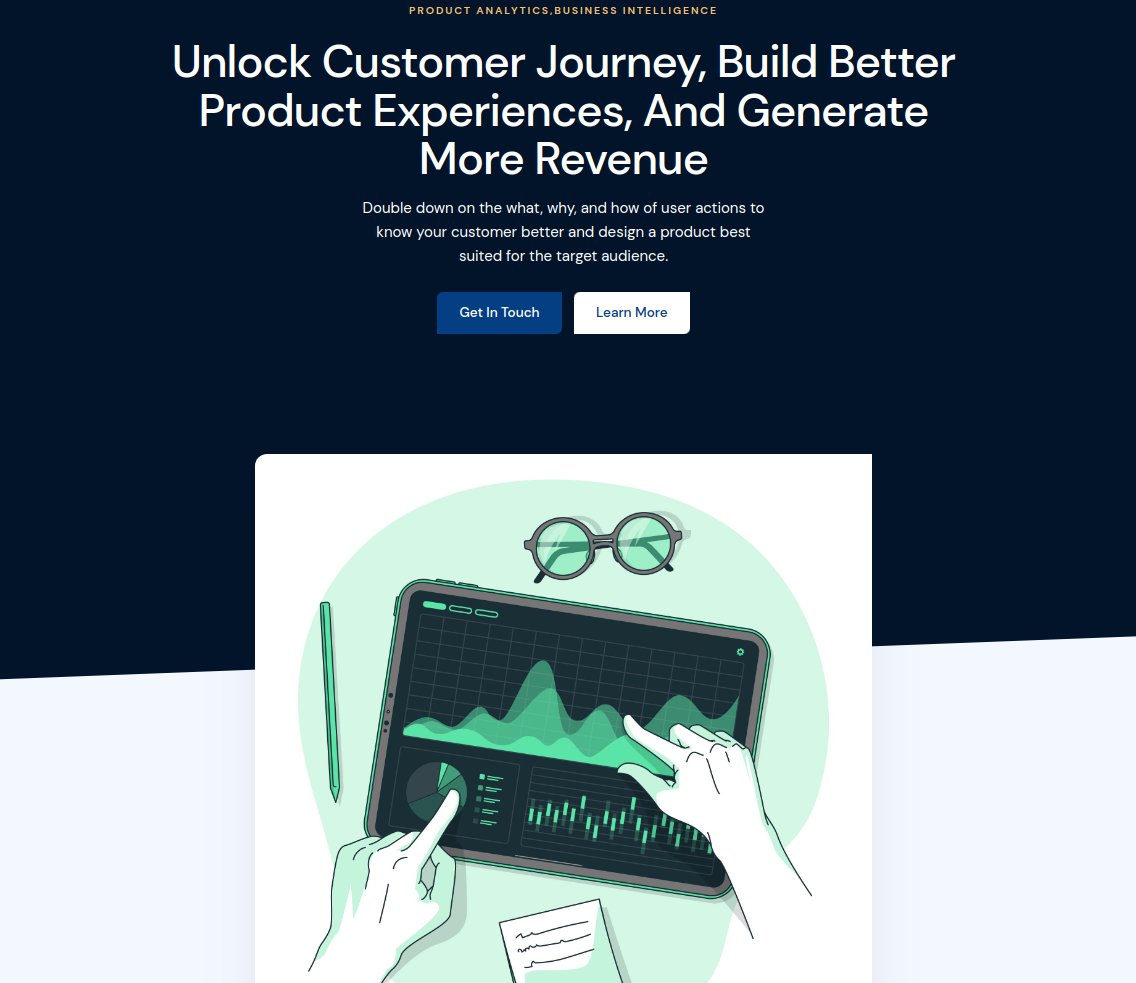 PRODUCT ANALYTICS,BUSINESS INTELLIGENCE
Unlock Customer Journey, Build Better
Product Experiences, And Generate
More Revenue
Double down on the what, why, and how of user actions to
know your customer better and design a product best
suited for the target audience.
Get In Touch
Learn More